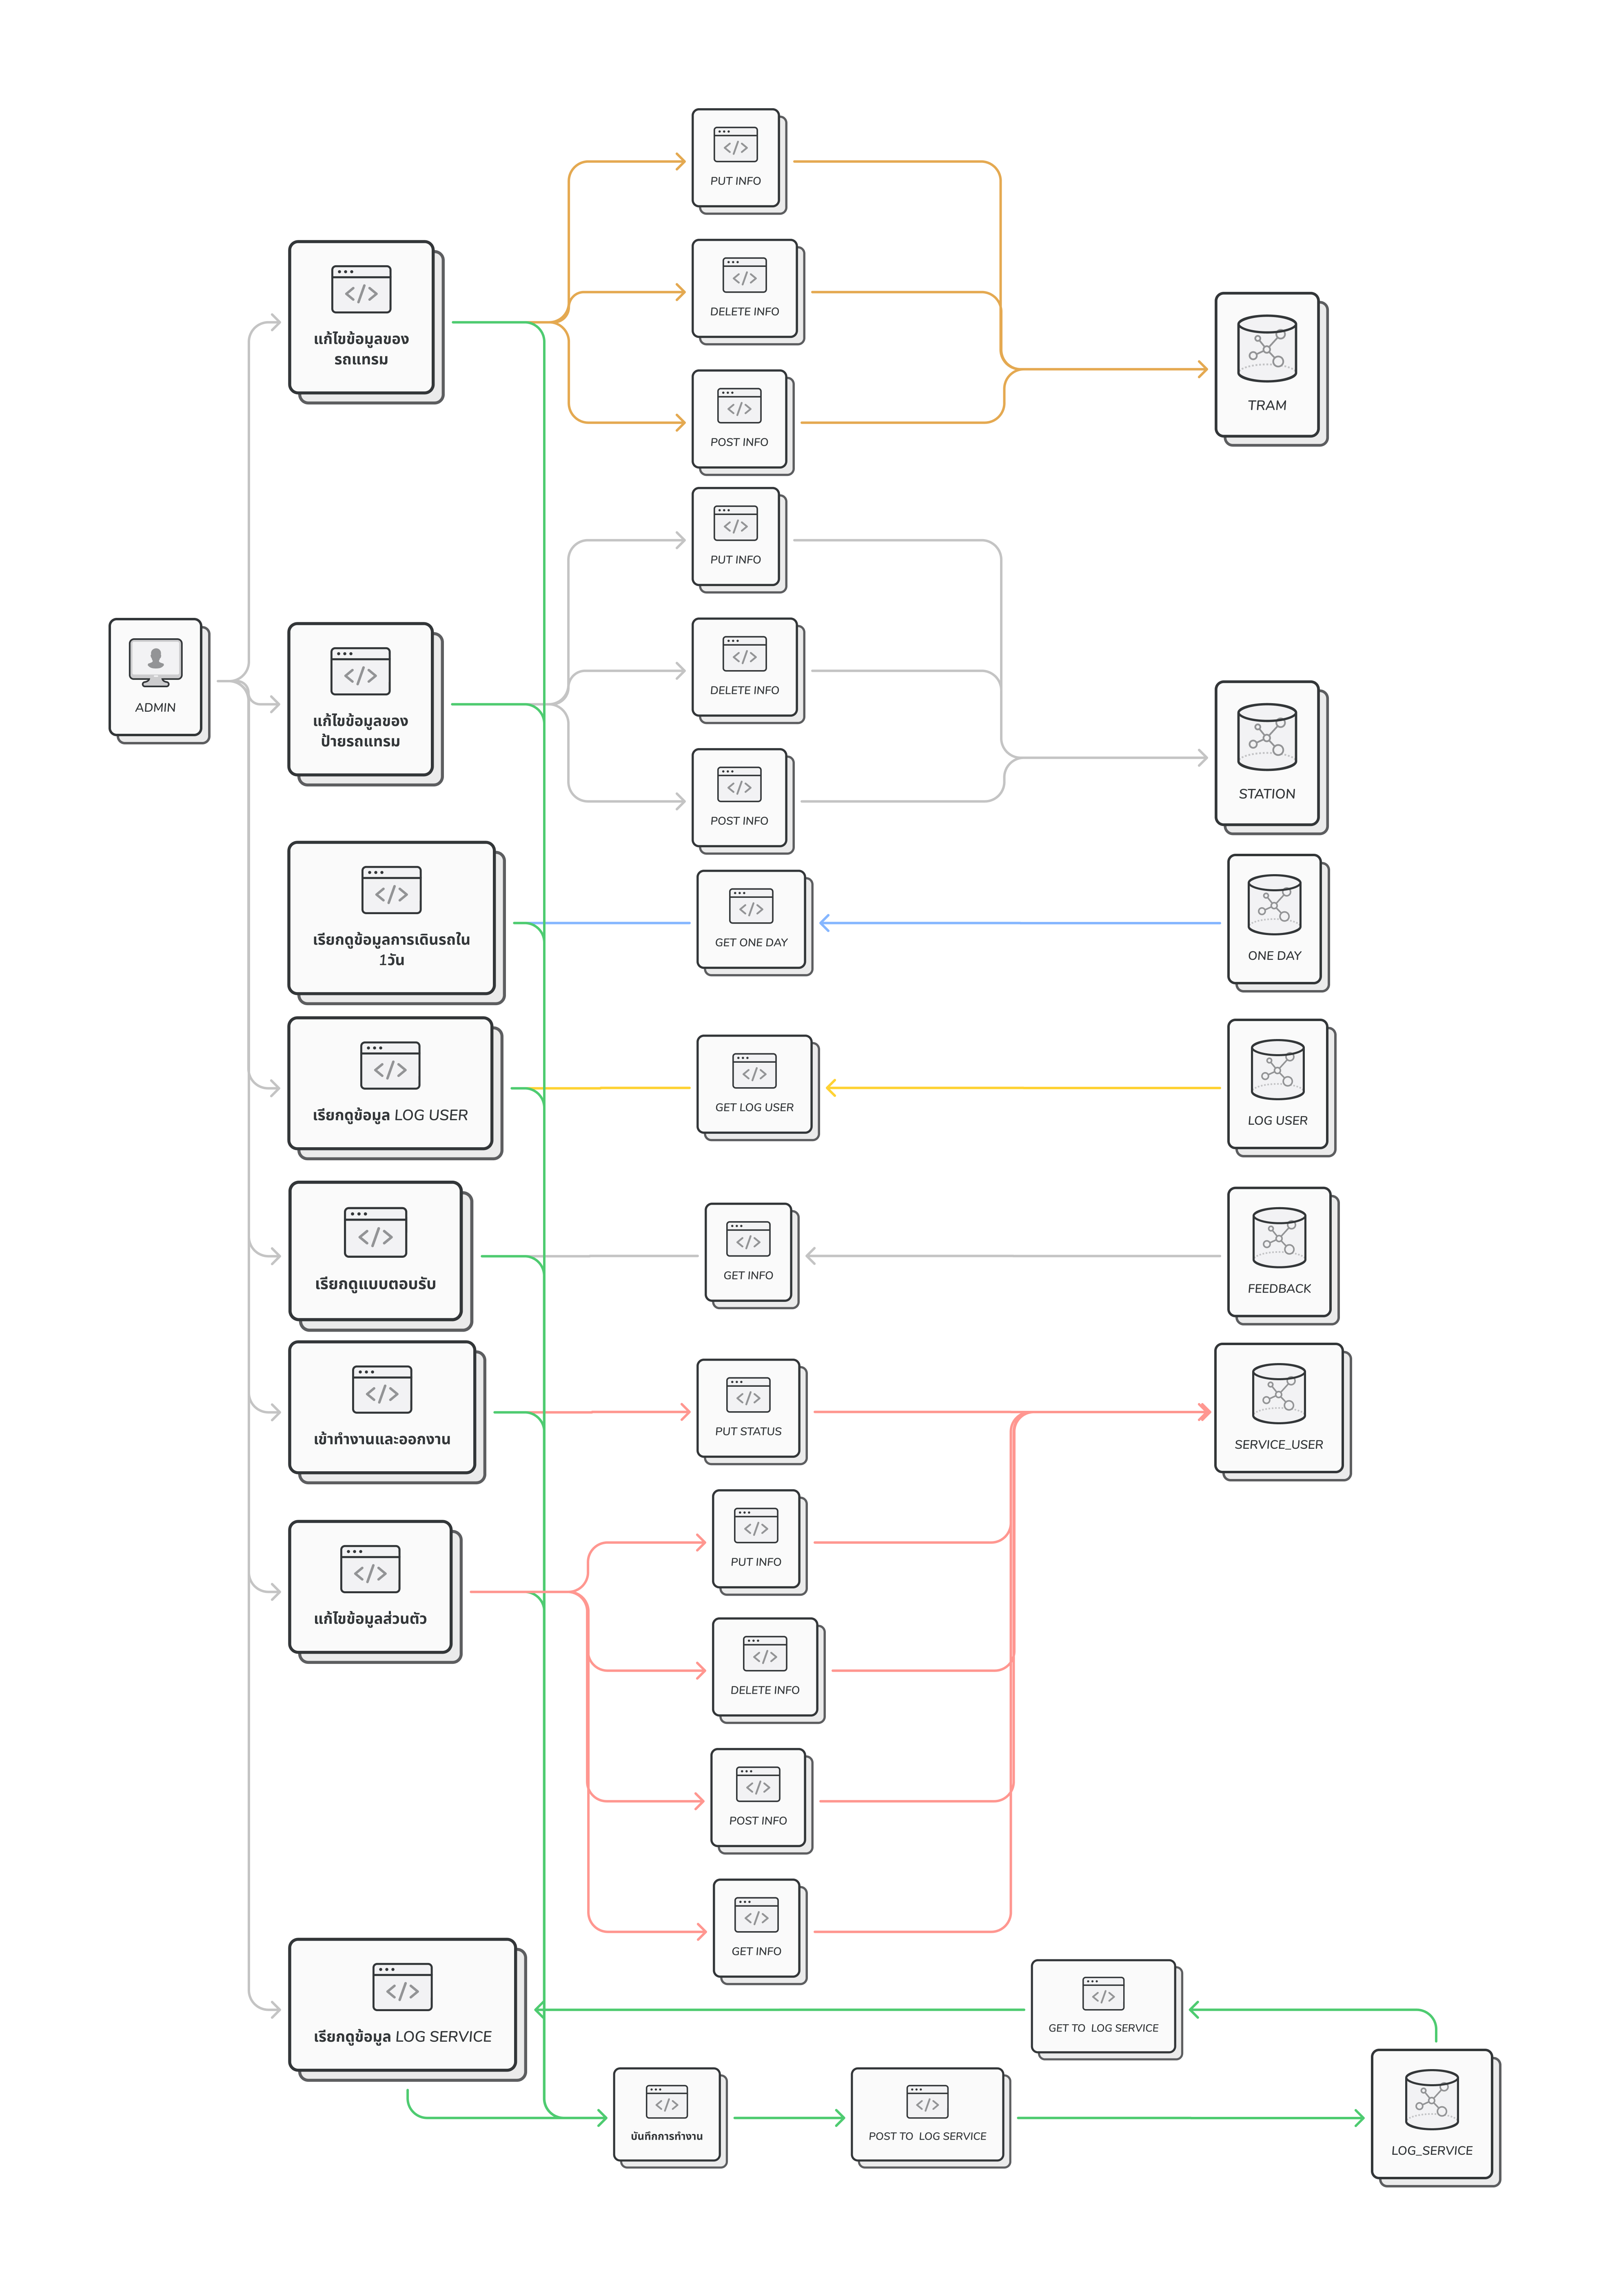 PUT INFO
DELETE INFO
POST INFO
แก้ไขข้อมูลของ
รถแทรม
TRAM
ADMIN
แก้ไขข้อมูลของ
ป้ายรถแทรม
PUT INFO
DELETE INFO
POST INFO
STATION
เรียกดูข้อมูลการเดินรถใน
1วัน
GET ONE DAY
ONE DAY
เรียกดูข้อมูล LOG USER
GET LOG USER
LOG USER
เรียกดูแบบตอบรับ
GET INFO
FEEDBACK
เข้าทำงานและออกงาน
PUT STATUS
SERVICE_USER
แก้ไขข้อมูลส่วนตัว
PUT INFO
DELETE INFO
POST INFO
GET INFO
เรียกดูข้อมูล LOG SERVICE
GET TO LOG SERVICE
บันทึกการทำงาน
POST TO LOG SERVICE
LOG_SERVICE